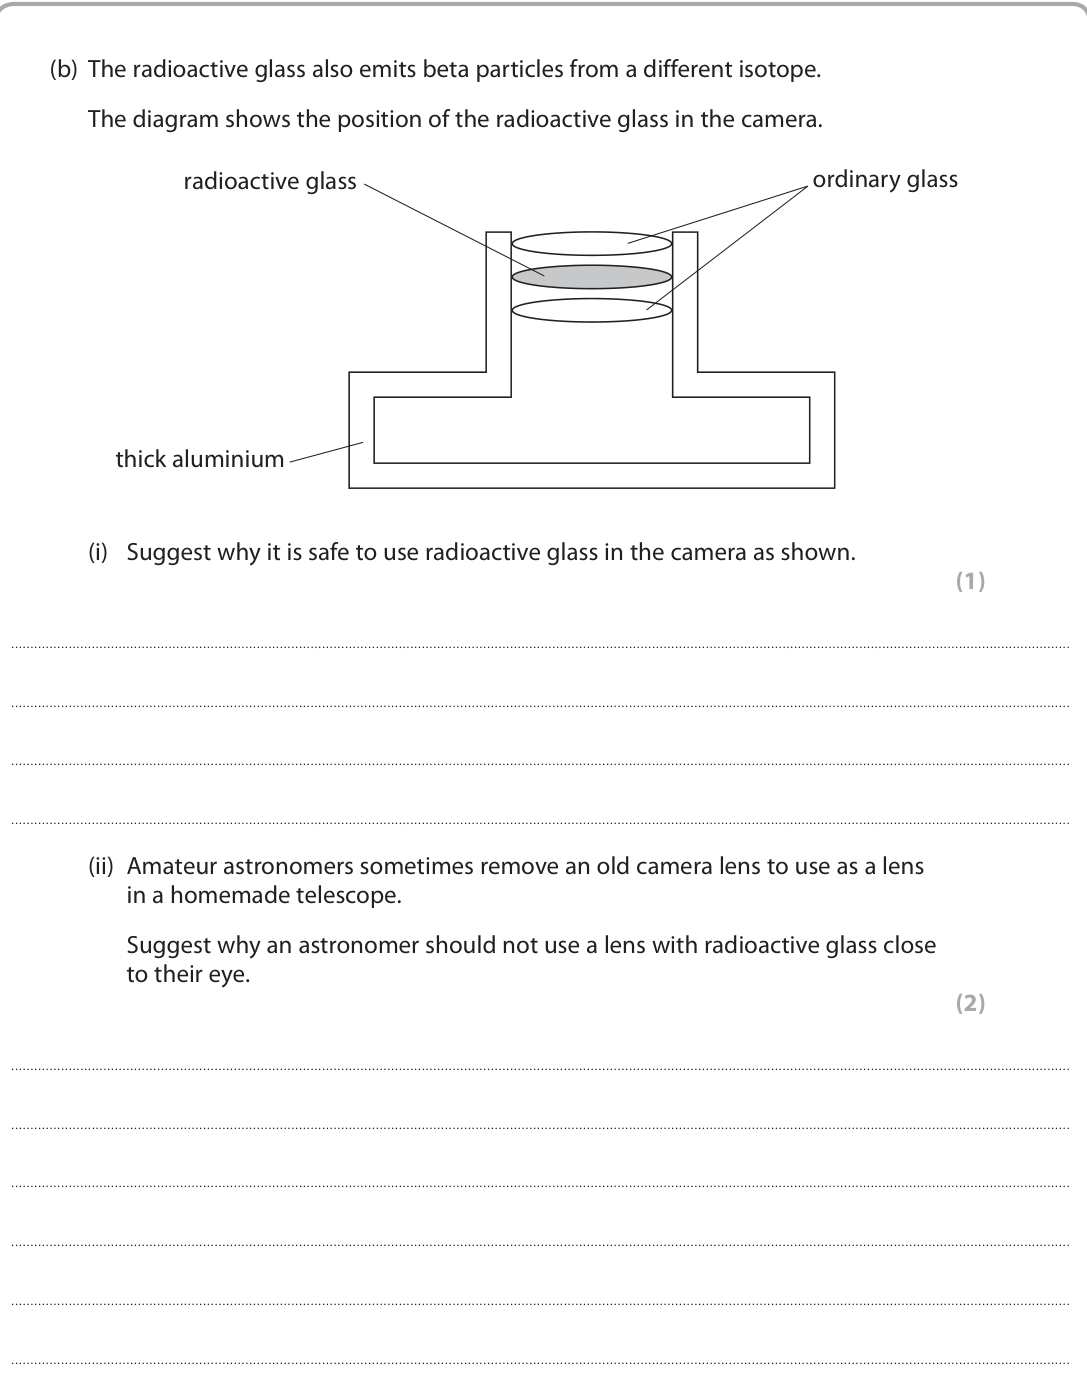 (b) The radioactive glass also emits beta particles from a different isotope.
The diagram shows the position of the radioactive glass in the camera.
radioactive glass
ordinary glass
thick aluminium
(i) Suggest why it is safe to use radioactive glass in the camera as shown.
(1)
(ii) Amateur astronomers sometimes remove an old camera lens to use as a lens
in a homemade telescope.
Suggest why an astronomer should not use a lens with radioactive glass close
to their eye.
(2)